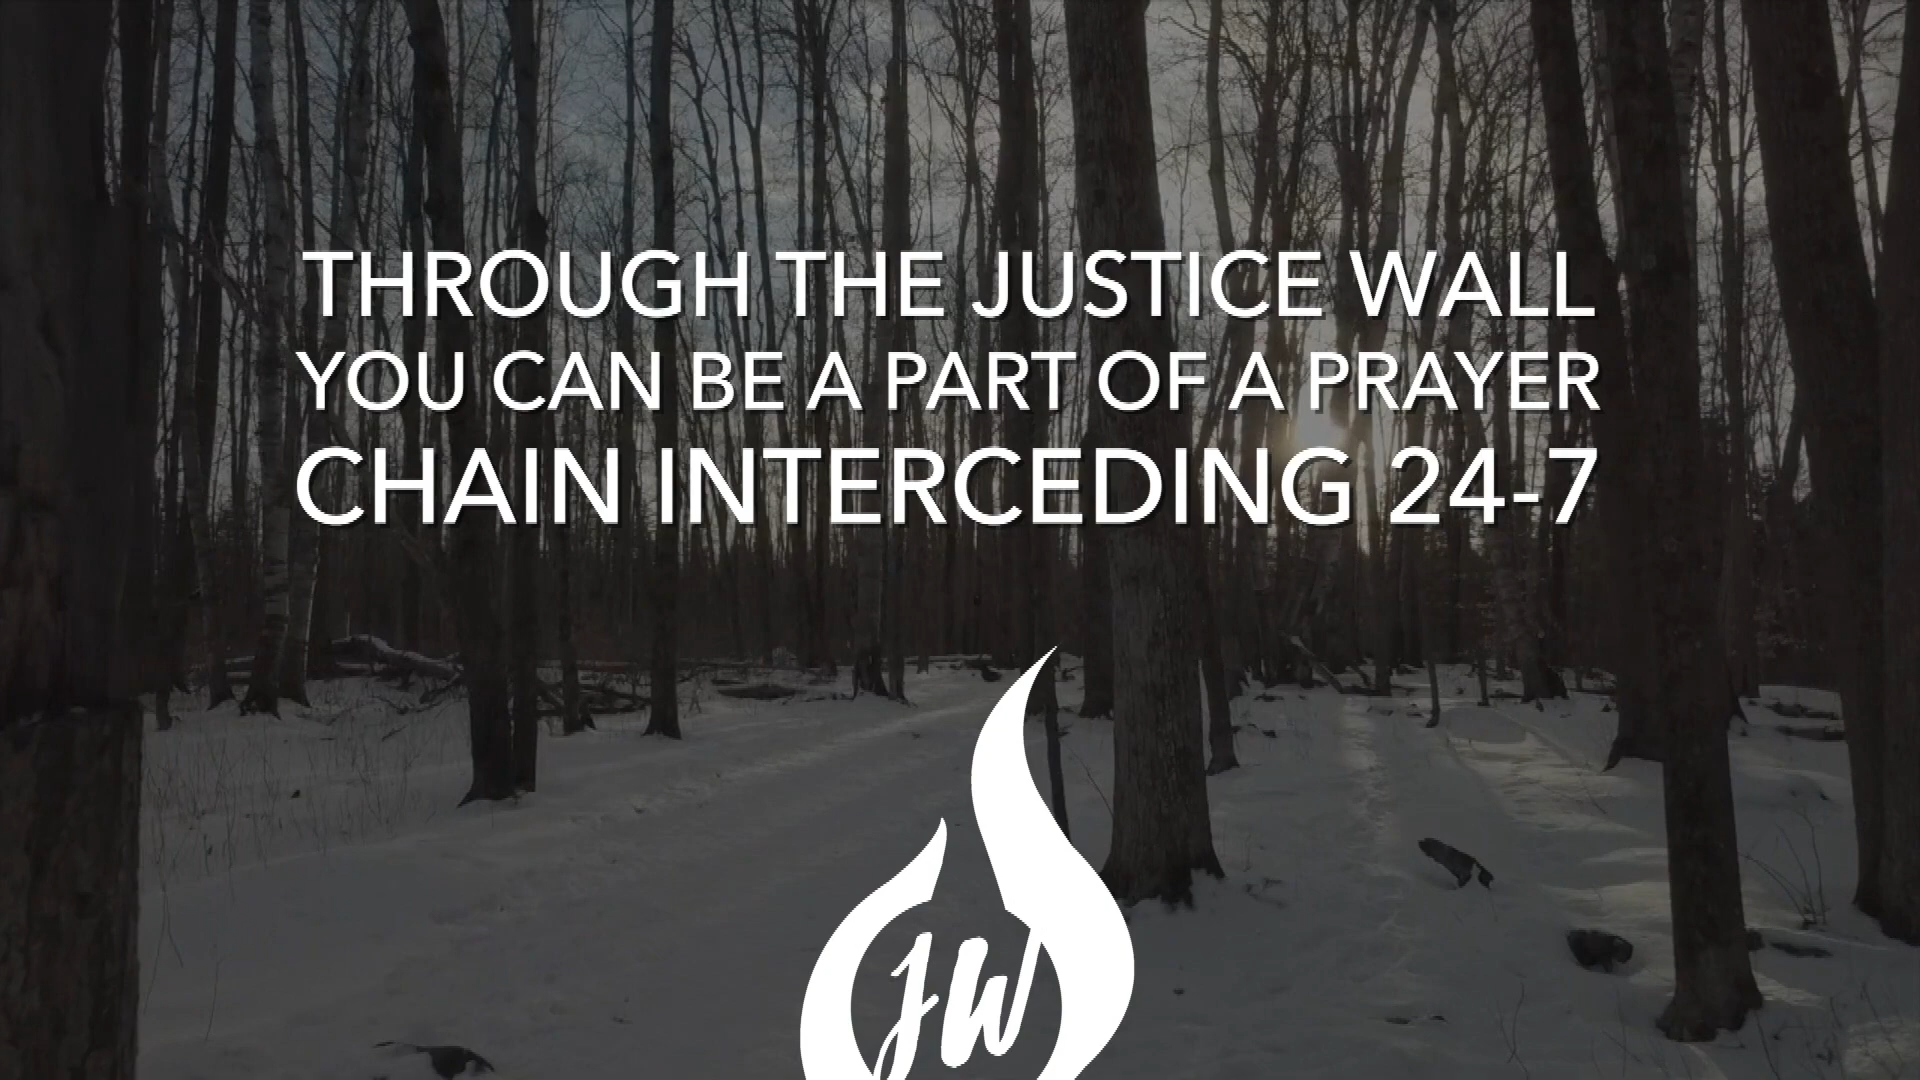 THROUGH THE JUSTICE WALL
YOU CAN BE A PART OF A PRAYER
CHAIN INTERCEDING 24-7
JW